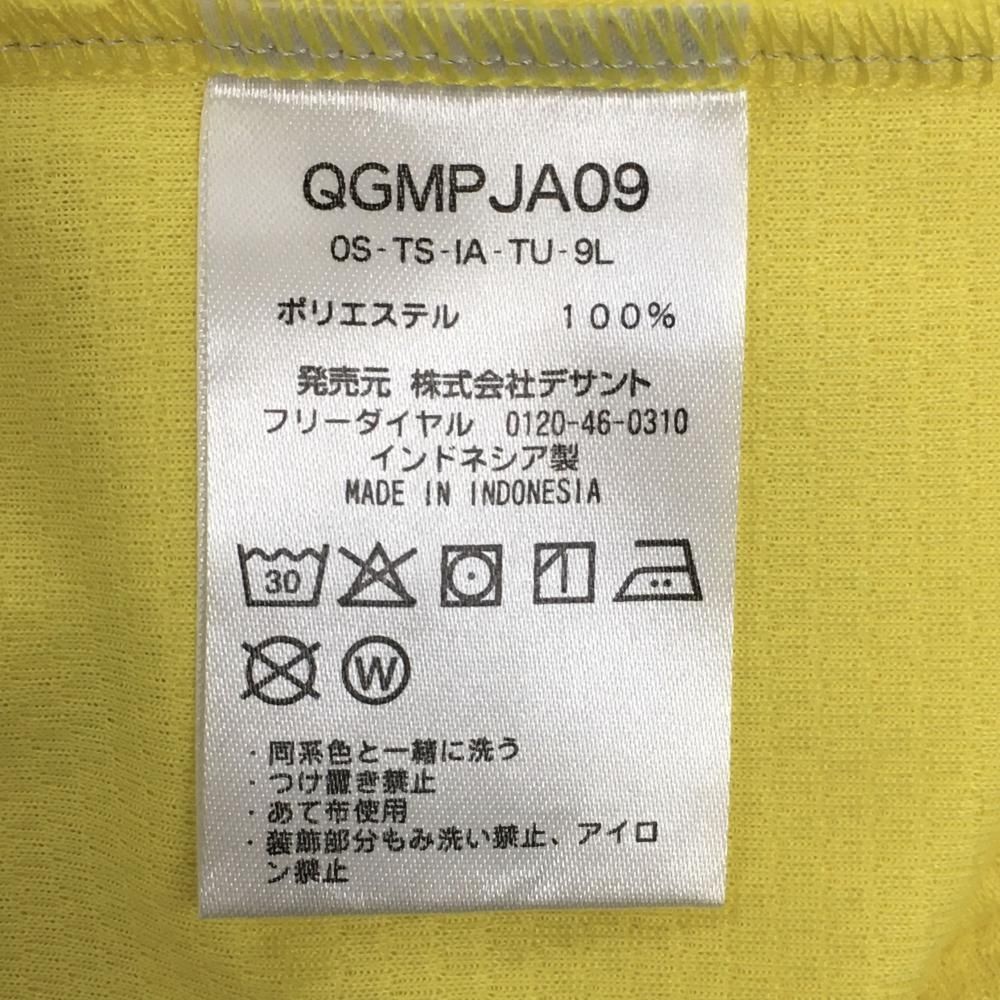 QGMPJA09
OS-TS-IA-TU-9L
ポリエステル　　100%
発売元 株式会社デサント
フリーダイヤル 0120-46-0310
インドネシア製
MADE IN INDONESIA
30
W
・同系色と一緒に洗う
・つけ置き禁止
・あて布使用
・装飾部分もみ洗い禁止、アイロ
ン禁止